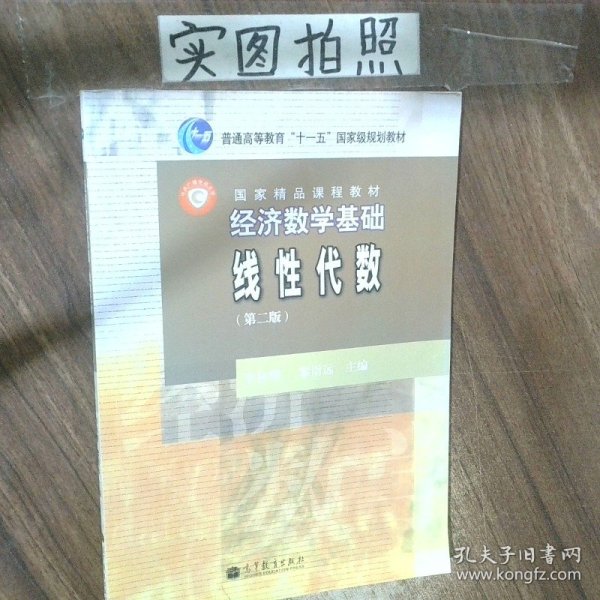 实图拍照
普通高等教育“十一五”国家级规划教材
国家精品课程教材
经济数学基础
线性代数
(第二版)
主编
高等教育出版社
HIGHER EDUCATION PRESS
孔夫子旧书网
www.kongfz.com